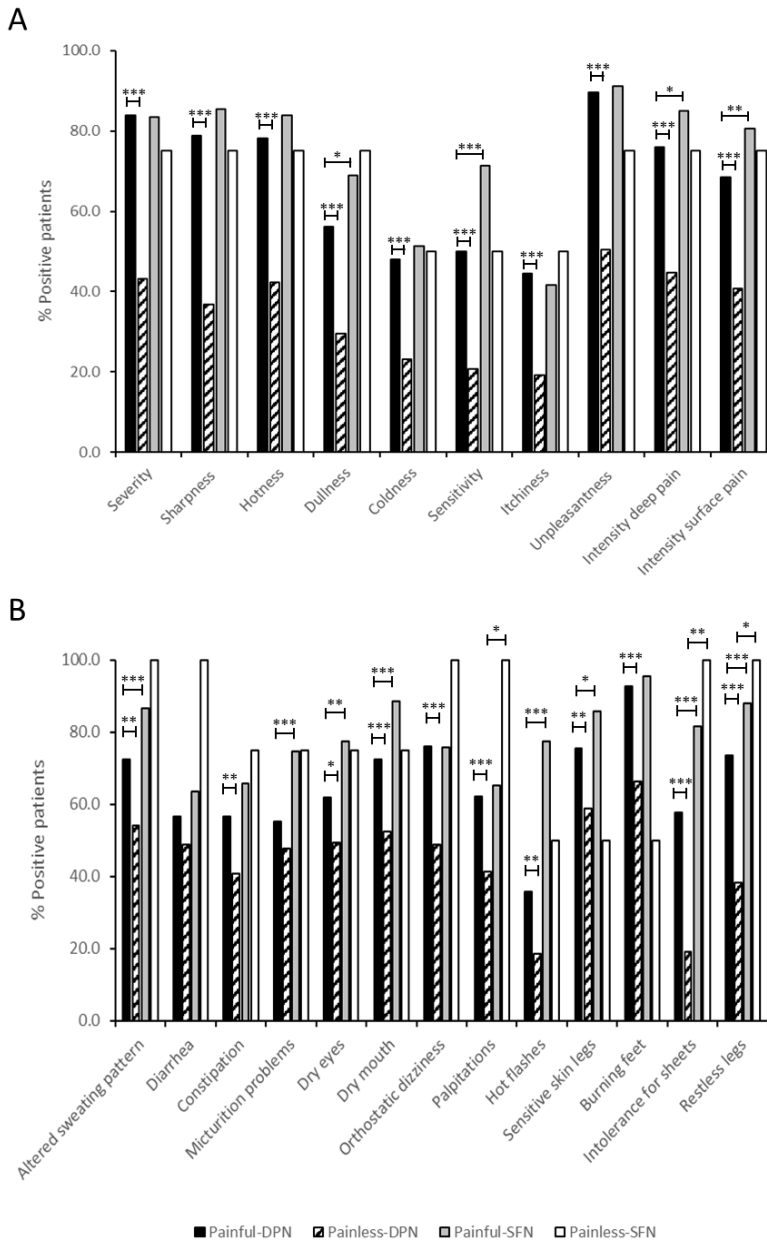 A
% Positive patients
100.0
80.0
60.0
40.0
20.0
0.0
*** *** *** *** * *** *** *** *** *** *** *** * *** **
Severity
Sharpness
Hotness
Dullness
Coldness
Sensitivity
Itchiness
Unpleasantness
Intensity deep pain
Intensity surface pain
B
% Positive patients
100.0
80.0
60.0
40.0
20.0
0.0
** *** ** *** * ** *** *** *** *** * ** *** ** * *** *** *** ** *** *** *
Altered sweating pattern
Diarrhea
Constipation
Micturition problems
Dry eyes
Dry mouth
Orthostatic dizziness
Palpitations
Hot flashes
Sensitive skin legs
Burning feet
Intolerance for sheets
Restless legs
Painful-DPN Painless-DPN Painful-SFN Painless-SFN